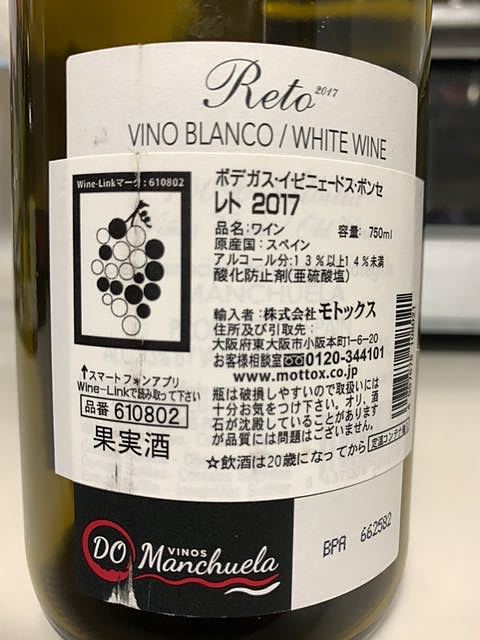 Reto 2017
VINO BLANCO / WHITE WINE
Wine-Linkマーク:610802
ボデガス・イ・ビニェードス・ポンセ
レト 2017
品名:ワイン 容量: 750ml
原産国:スペイン
アルコール分:13%以上14%未満
酸化防止剤(亜硫酸塩)
輸入者:株式会社モトックス
住所及び引取先:
大阪府東大阪市小阪本町1-6-20
お客様相談室 0120-344101
www.mottox.co.jp
↑スマートフォンアプリ
Wine-Linkで読み取って下さい
品番 610802
果実酒
瓶は破損しやすいので取扱いには
十分お気をつけ下さい。オリ、酒
石が沈殿していることがあります
が品質には問題はございません。
定温コンテナ
☆飲酒は20歳になってから
DO VINOS
Manchuela
BPA 662582